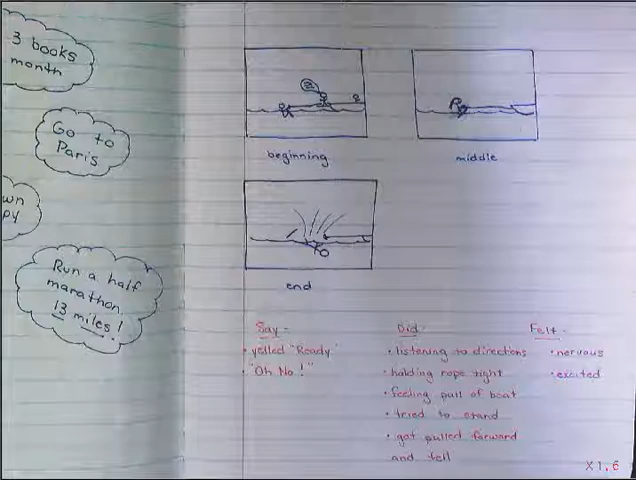 3 books
month
Go to
Paris
wn
py
Run a half
marathon.
13 miles!
beginning
middle
end
Say -
• yelled "Ready"
• "Oh No!"
Did -
• listening to directions
• holding rope tight
• feeling pull of boat
• tried to stand
• got pulled forward
and fell
Felt -
• nervous
• excited
X1.6